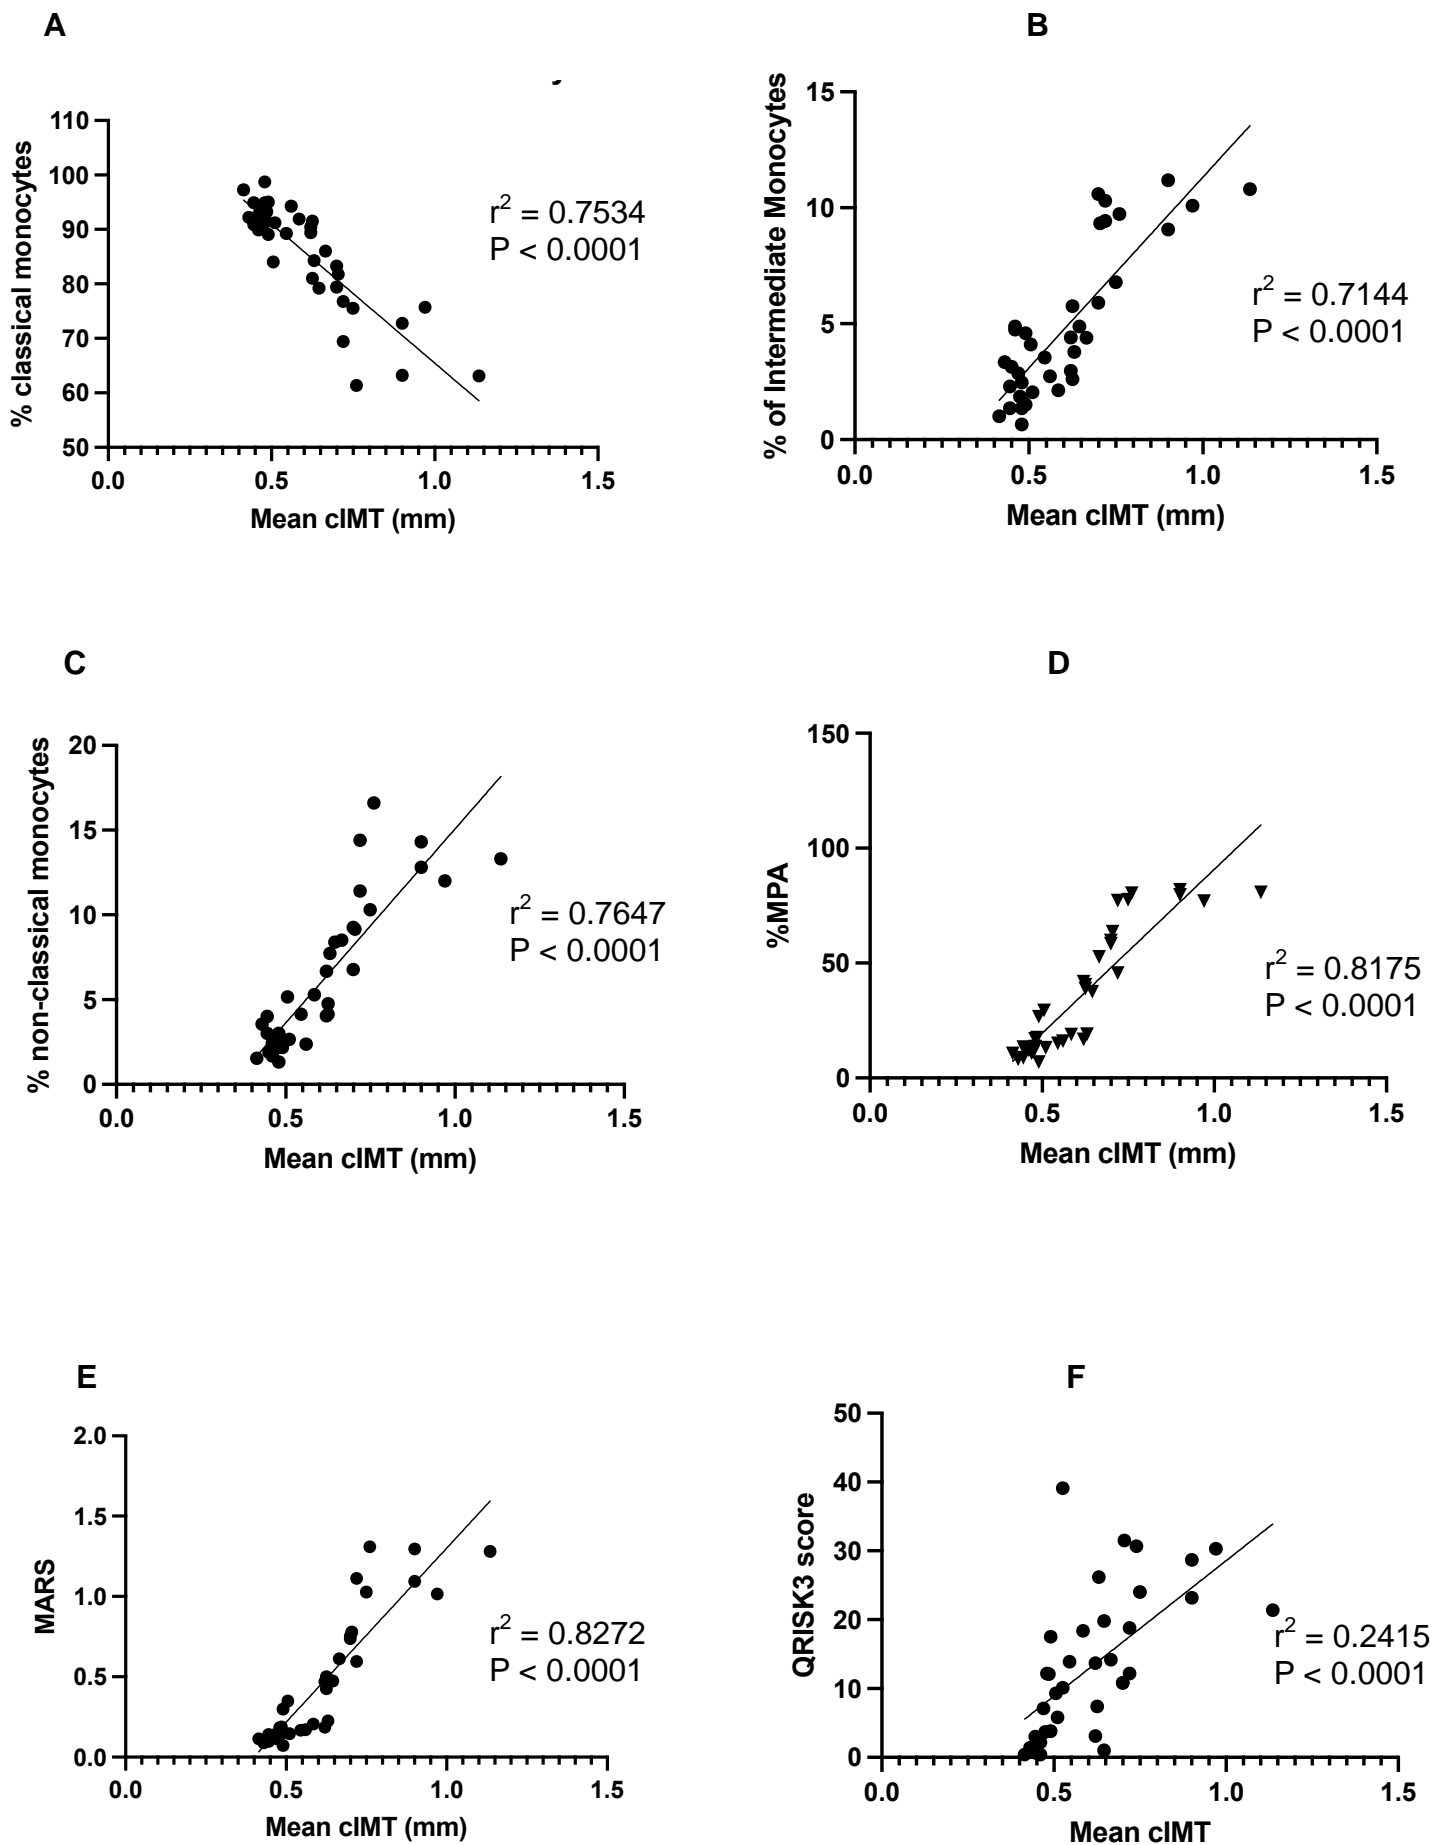 A
% classical monocytes
110
100
90
80
70
60
50
0.0 0.5 1.0 1.5
Mean cIMT (mm)
r² = 0.7534
P < 0.0001
B
% of Intermediate Monocytes
15
10
5
0
0.0 0.5 1.0 1.5
Mean cIMT (mm)
r² = 0.7144
P < 0.0001
C
% non-classical monocytes
20
15
10
5
0
0.0 0.5 1.0 1.5
Mean cIMT (mm)
r² = 0.7647
P < 0.0001
D
%MPA
150
100
50
0
0.0 0.5 1.0 1.5
Mean cIMT (mm)
r² = 0.8175
P < 0.0001
E
MARS
2.0
1.5
1.0
0.5
0.0
0.0 0.5 1.0 1.5
Mean cIMT (mm)
r² = 0.8272
P < 0.0001
F
QRISK3 score
50
40
30
20
10
0
0.0 0.5 1.0 1.5
Mean cIMT
r² = 0.2415
P < 0.0001